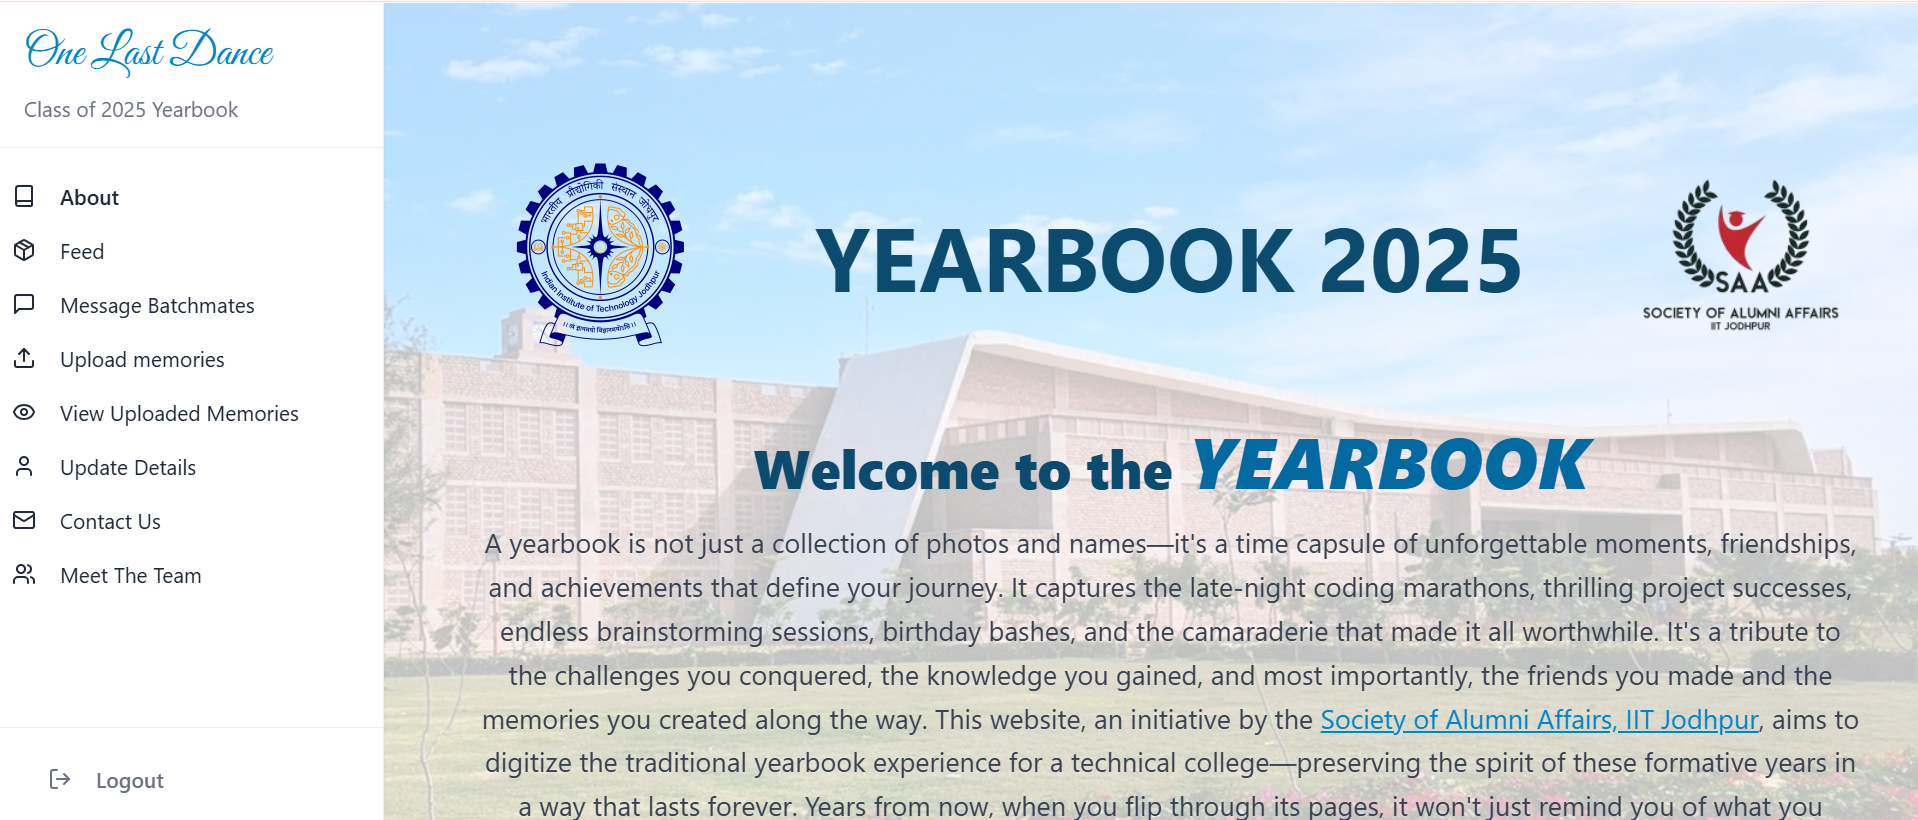 One Last Dance
Class of 2025 Yearbook
About
Feed
Message Batchmates
Upload memories
View Uploaded Memories
Update Details
Contact Us
Meet The Team
Logout
भारतीय प्रौद्योगिकी संस्थान जोधपुर
Indian Institute of Technology Jodhpur
YEARBOOK 2025
SAA
SOCIETY OF ALUMNI AFFAIRS
IIT JODHPUR
Welcome to the YEARBOOK
A yearbook is not just a collection of photos and names—it's a time capsule of unforgettable moments, friendships,
and achievements that define your journey. It captures the late-night coding marathons, thrilling project successes,
endless brainstorming sessions, birthday bashes, and the camaraderie that made it all worthwhile. It's a tribute to
the challenges you conquered, the knowledge you gained, and most importantly, the friends you made and the
memories you created along the way. This website, an initiative by the Society of Alumni Affairs, IIT Jodhpur, aims to
digitize the traditional yearbook experience for a technical college—preserving the spirit of these formative years in
a way that lasts forever. Years from now, when you flip through its pages, it won't just remind you of what you